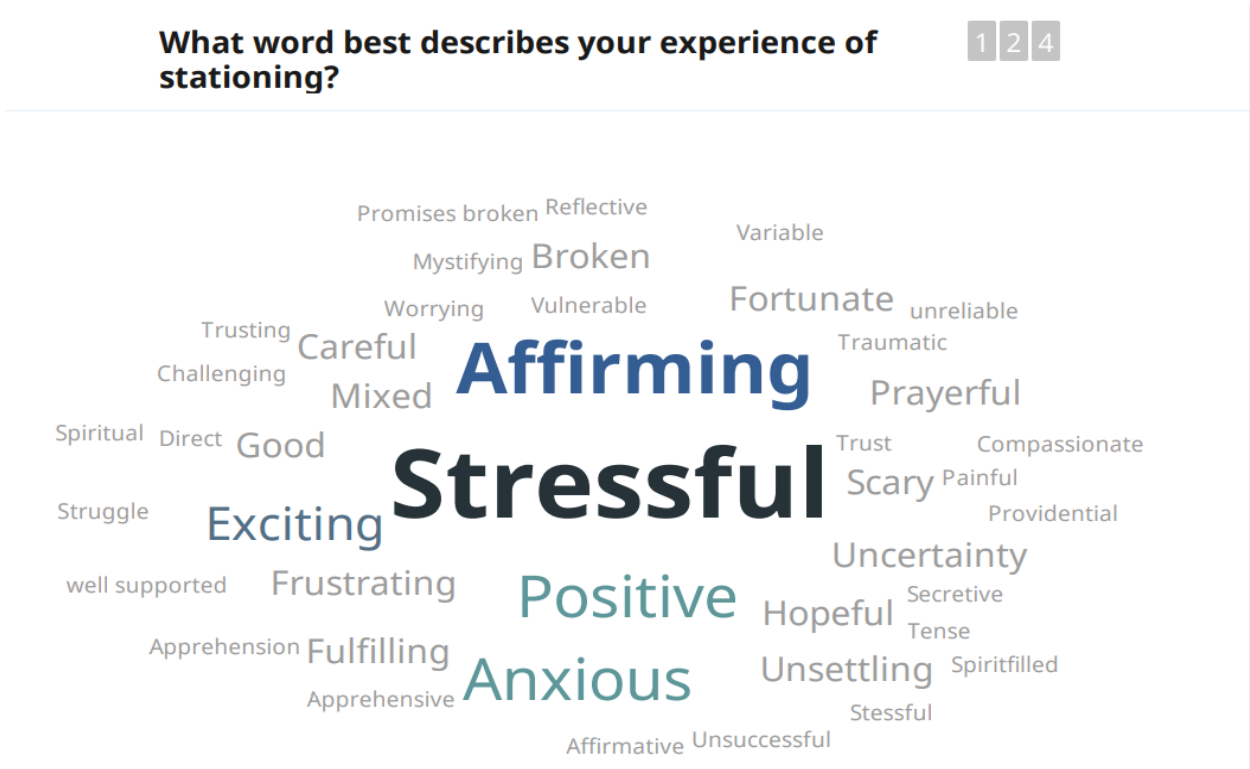 What word best describes your experience of
stationing?
1 2 4
Promises broken Reflective
Variable
Mystifying Broken
Worrying Vulnerable Fortunate unreliable
Trusting Careful Affirming Traumatic
Challenging Mixed Prayerful
Spiritual Direct Good Trust Compassionate
Stressful Scary Painful
Struggle Exciting Providential
Uncertainty
well supported Frustrating Positive Hopeful Secretive
Tense
Apprehension Fulfilling Anxious Unsettling Spiritfilled
Apprehensive Stessful
Affirmative Unsuccessful